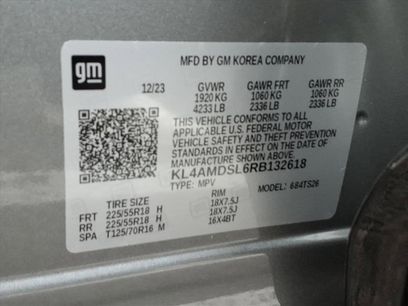 gm
MFD BY GM KOREA COMPANY
12/23 GVWR GAWR FRT GAWR RR
1920 KG 1060 KG 1060 KG
4233 LB 2336 LB 2336 LB
THIS VEHICLE CONFORMS TO ALL
APPLICABLE U.S. FEDERAL MOTOR
VEHICLE SAFETY AND THEFT PREVENTION
STANDARDS IN EFFECT ON THE DATE OF
MANUFACTURE SHOWN ABOVE.
KL4AMDSL6RB132618
TYPE: MPV MODEL: 684TS26
TIRE SIZE RIM
FRT 225/55R18 H 18X7.5J
RR 225/55R18 H 18X7.5J
SPA T125/70R16 M 16X4BT